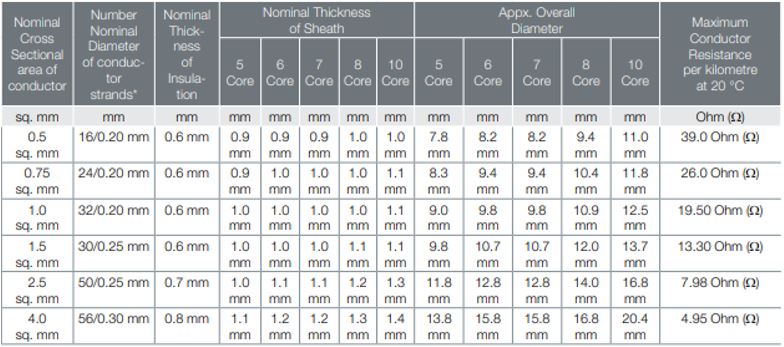 Nominal Cross Sectional area of conductor | Number Nominal Diameter of conduc- tor strands* | Nominal Thick- ness of Insula- tion | Nominal Thickness of Sheath | Appx. Overall Diameter | Maximum Conductor Resistance per kilometre at 20 °C
5 Core | 6 Core | 7 Core | 8 Core | 10 Core | 5 Core | 6 Core | 7 Core | 8 Core | 10 Core
sq. mm | mm | mm | mm | mm | mm | mm | mm | mm | mm | mm | mm | mm | Ohm (Ω)
0.5 sq. mm | 16/0.20 mm | 0.6 mm | 0.9 mm | 0.9 mm | 0.9 mm | 1.0 mm | 1.0 mm | 7.8 mm | 8.2 mm | 8.2 mm | 9.4 mm | 11.0 mm | 39.0 Ohm (Ω)
0.75 sq. mm | 24/0.20 mm | 0.6 mm | 0.9 mm | 1.0 mm | 1.0 mm | 1.0 mm | 1.1 mm | 8.3 mm | 9.4 mm | 9.4 mm | 10.4 mm | 11.8 mm | 26.0 Ohm (Ω)
1.0 sq. mm | 32/0.20 mm | 0.6 mm | 1.0 mm | 1.0 mm | 1.0 mm | 1.0 mm | 1.1 mm | 9.0 mm | 9.8 mm | 9.8 mm | 10.9 mm | 12.5 mm | 19.50 Ohm (Ω)
1.5 sq. mm | 30/0.25 mm | 0.6 mm | 1.0 mm | 1.0 mm | 1.0 mm | 1.1 mm | 1.1 mm | 9.8 mm | 10.7 mm | 10.7 mm | 12.0 mm | 13.7 mm | 13.30 Ohm (Ω)
2.5 sq. mm | 50/0.25 mm | 0.7 mm | 1.0 mm | 1.1 mm | 1.1 mm | 1.2 mm | 1.3 mm | 11.8 mm | 12.8 mm | 12.8 mm | 14.0 mm | 16.8 mm | 7.98 Ohm (Ω)
4.0 sq. mm | 56/0.30 mm | 0.8 mm | 1.1 mm | 1.2 mm | 1.2 mm | 1.3 mm | 1.4 mm | 13.8 mm | 15.8 mm | 15.8 mm | 16.8 mm | 20.4 mm | 4.95 Ohm (Ω)